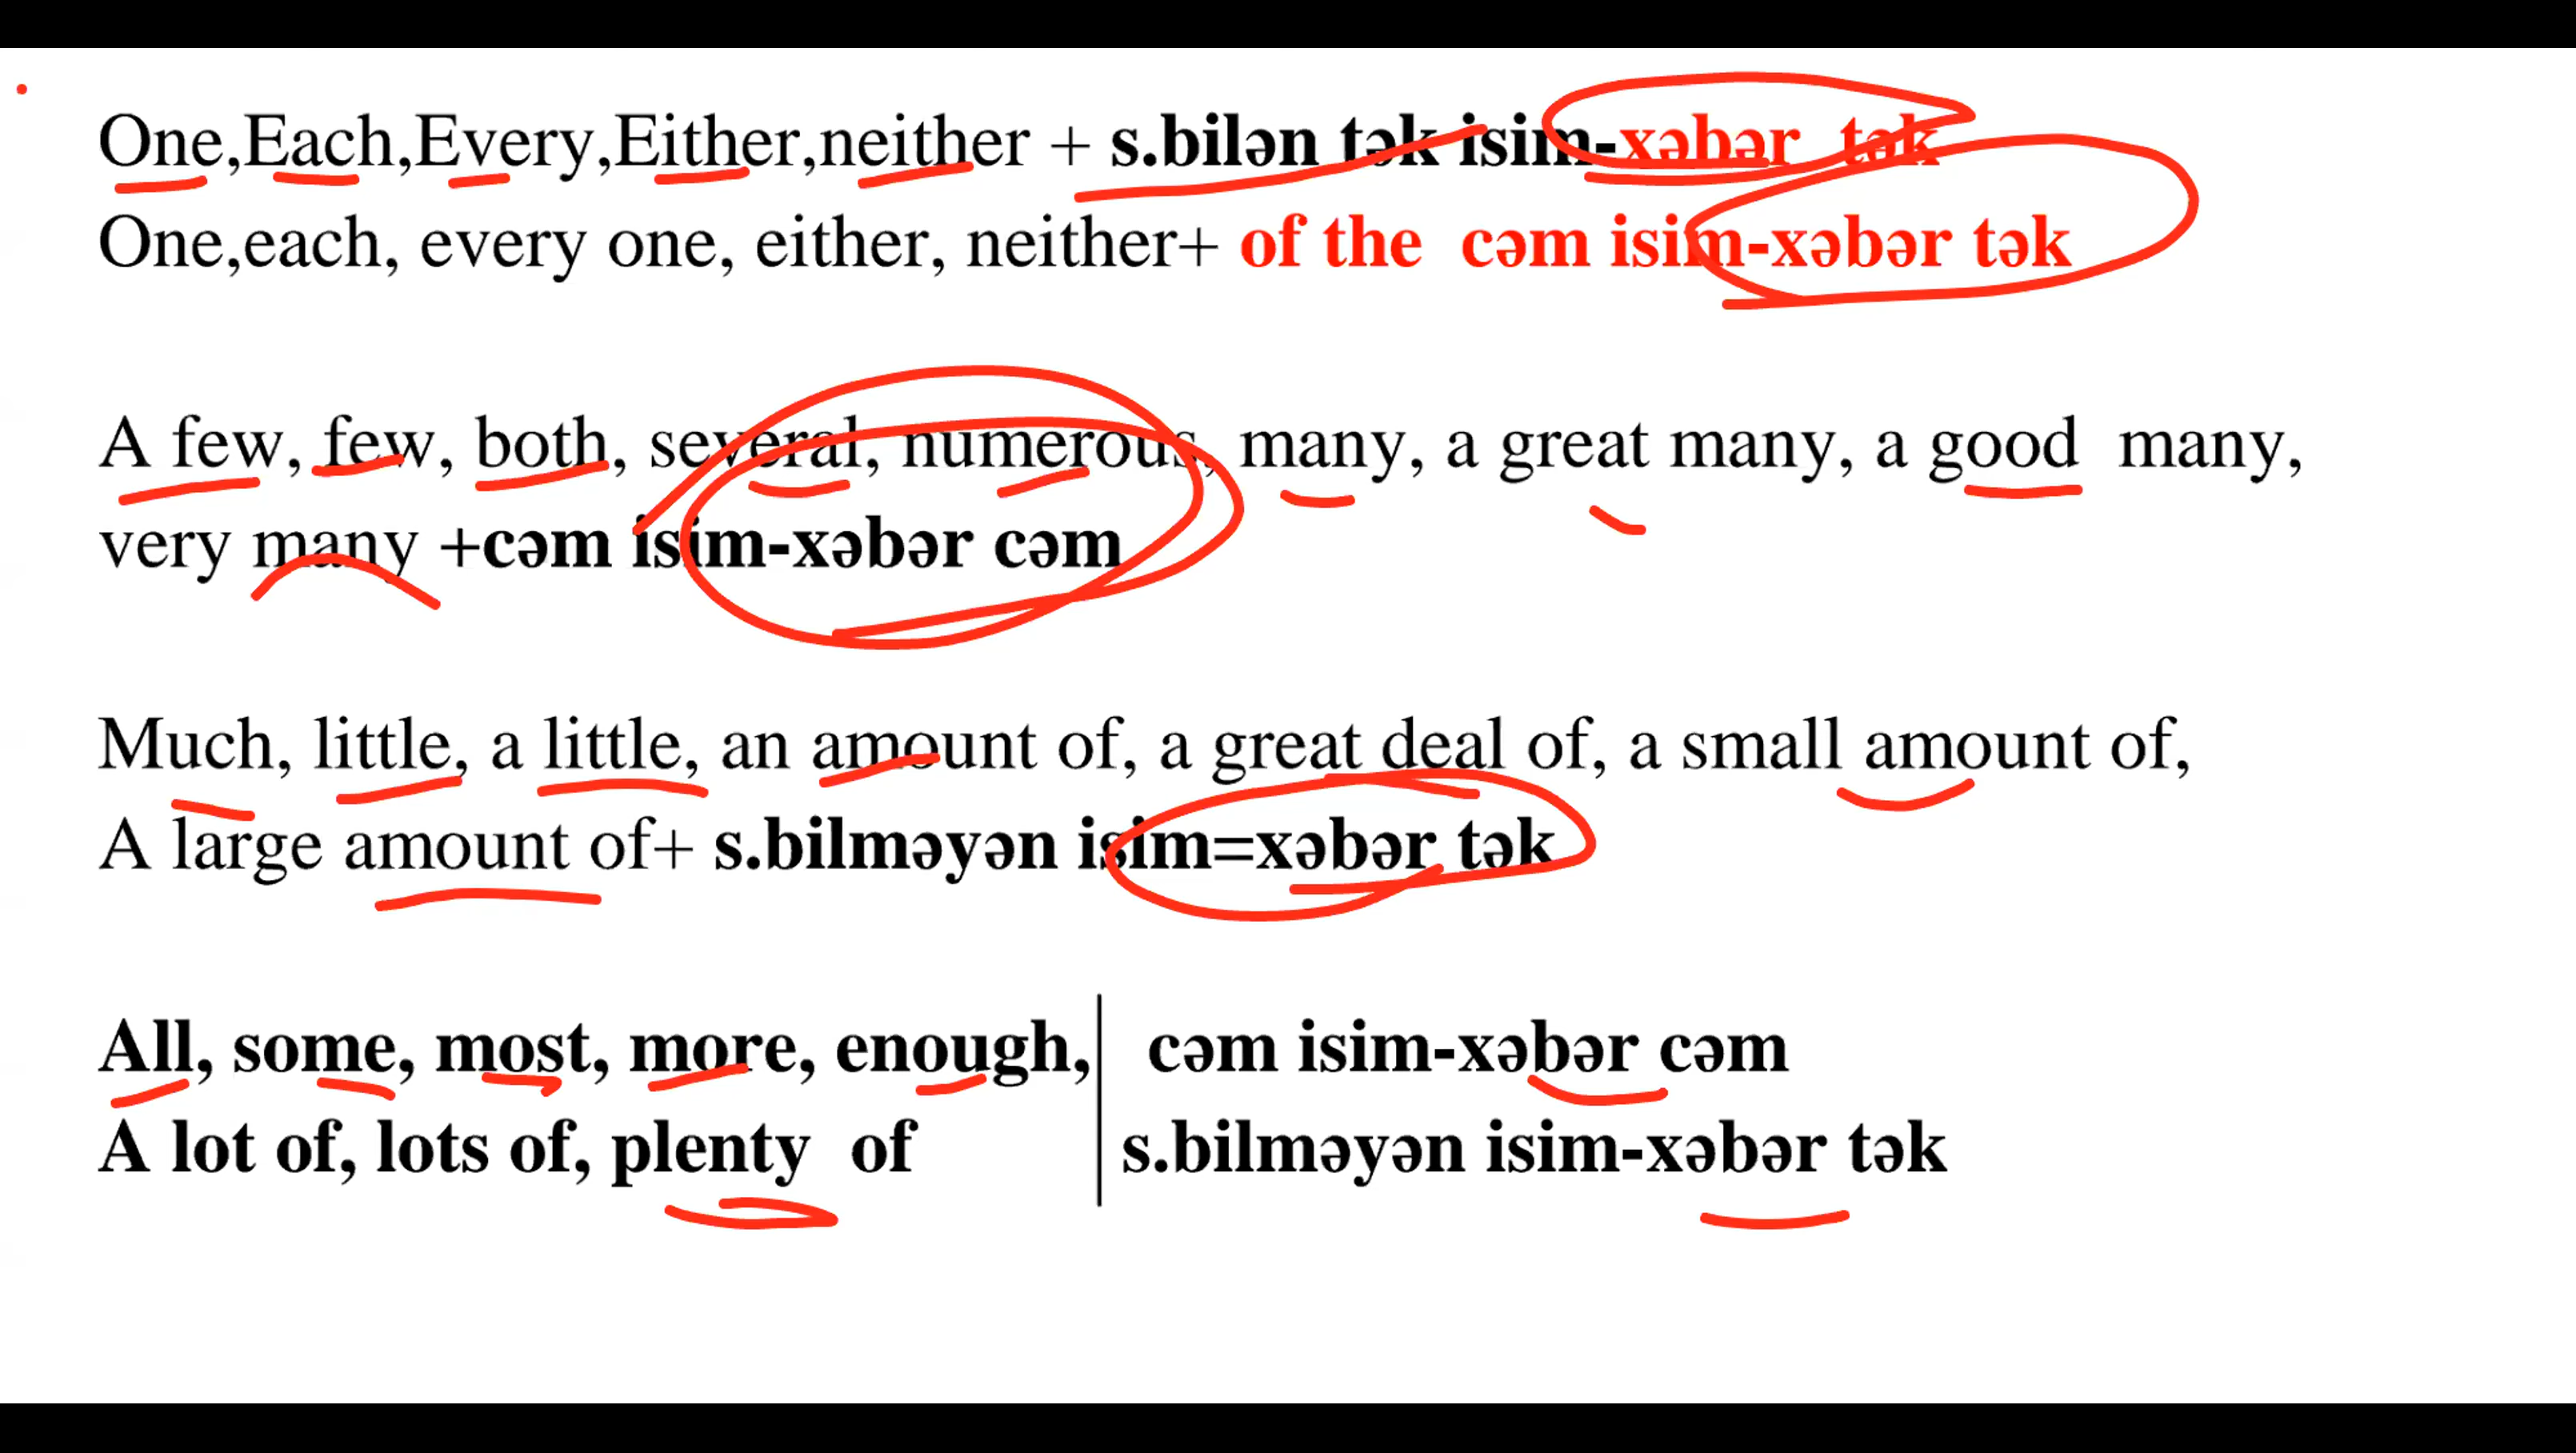 One,Each,Every,Either,neither + s.bilən tək isim-xəbər tək
One,each, every one, either, neither+ of the cəm isim-xəbər tək
A few, few, both, several, numerous, many, a great many, a good many,
very many +cəm isim-xəbər cəm
Much, little, a little, an amount of, a great deal of, a small amount of,
A large amount of+ s.bilməyən isim=xəbər tək
All, some, most, more, enough, cəm isim-xəbər cəm
A lot of, lots of, plenty of s.bilməyən isim-xəbər tək